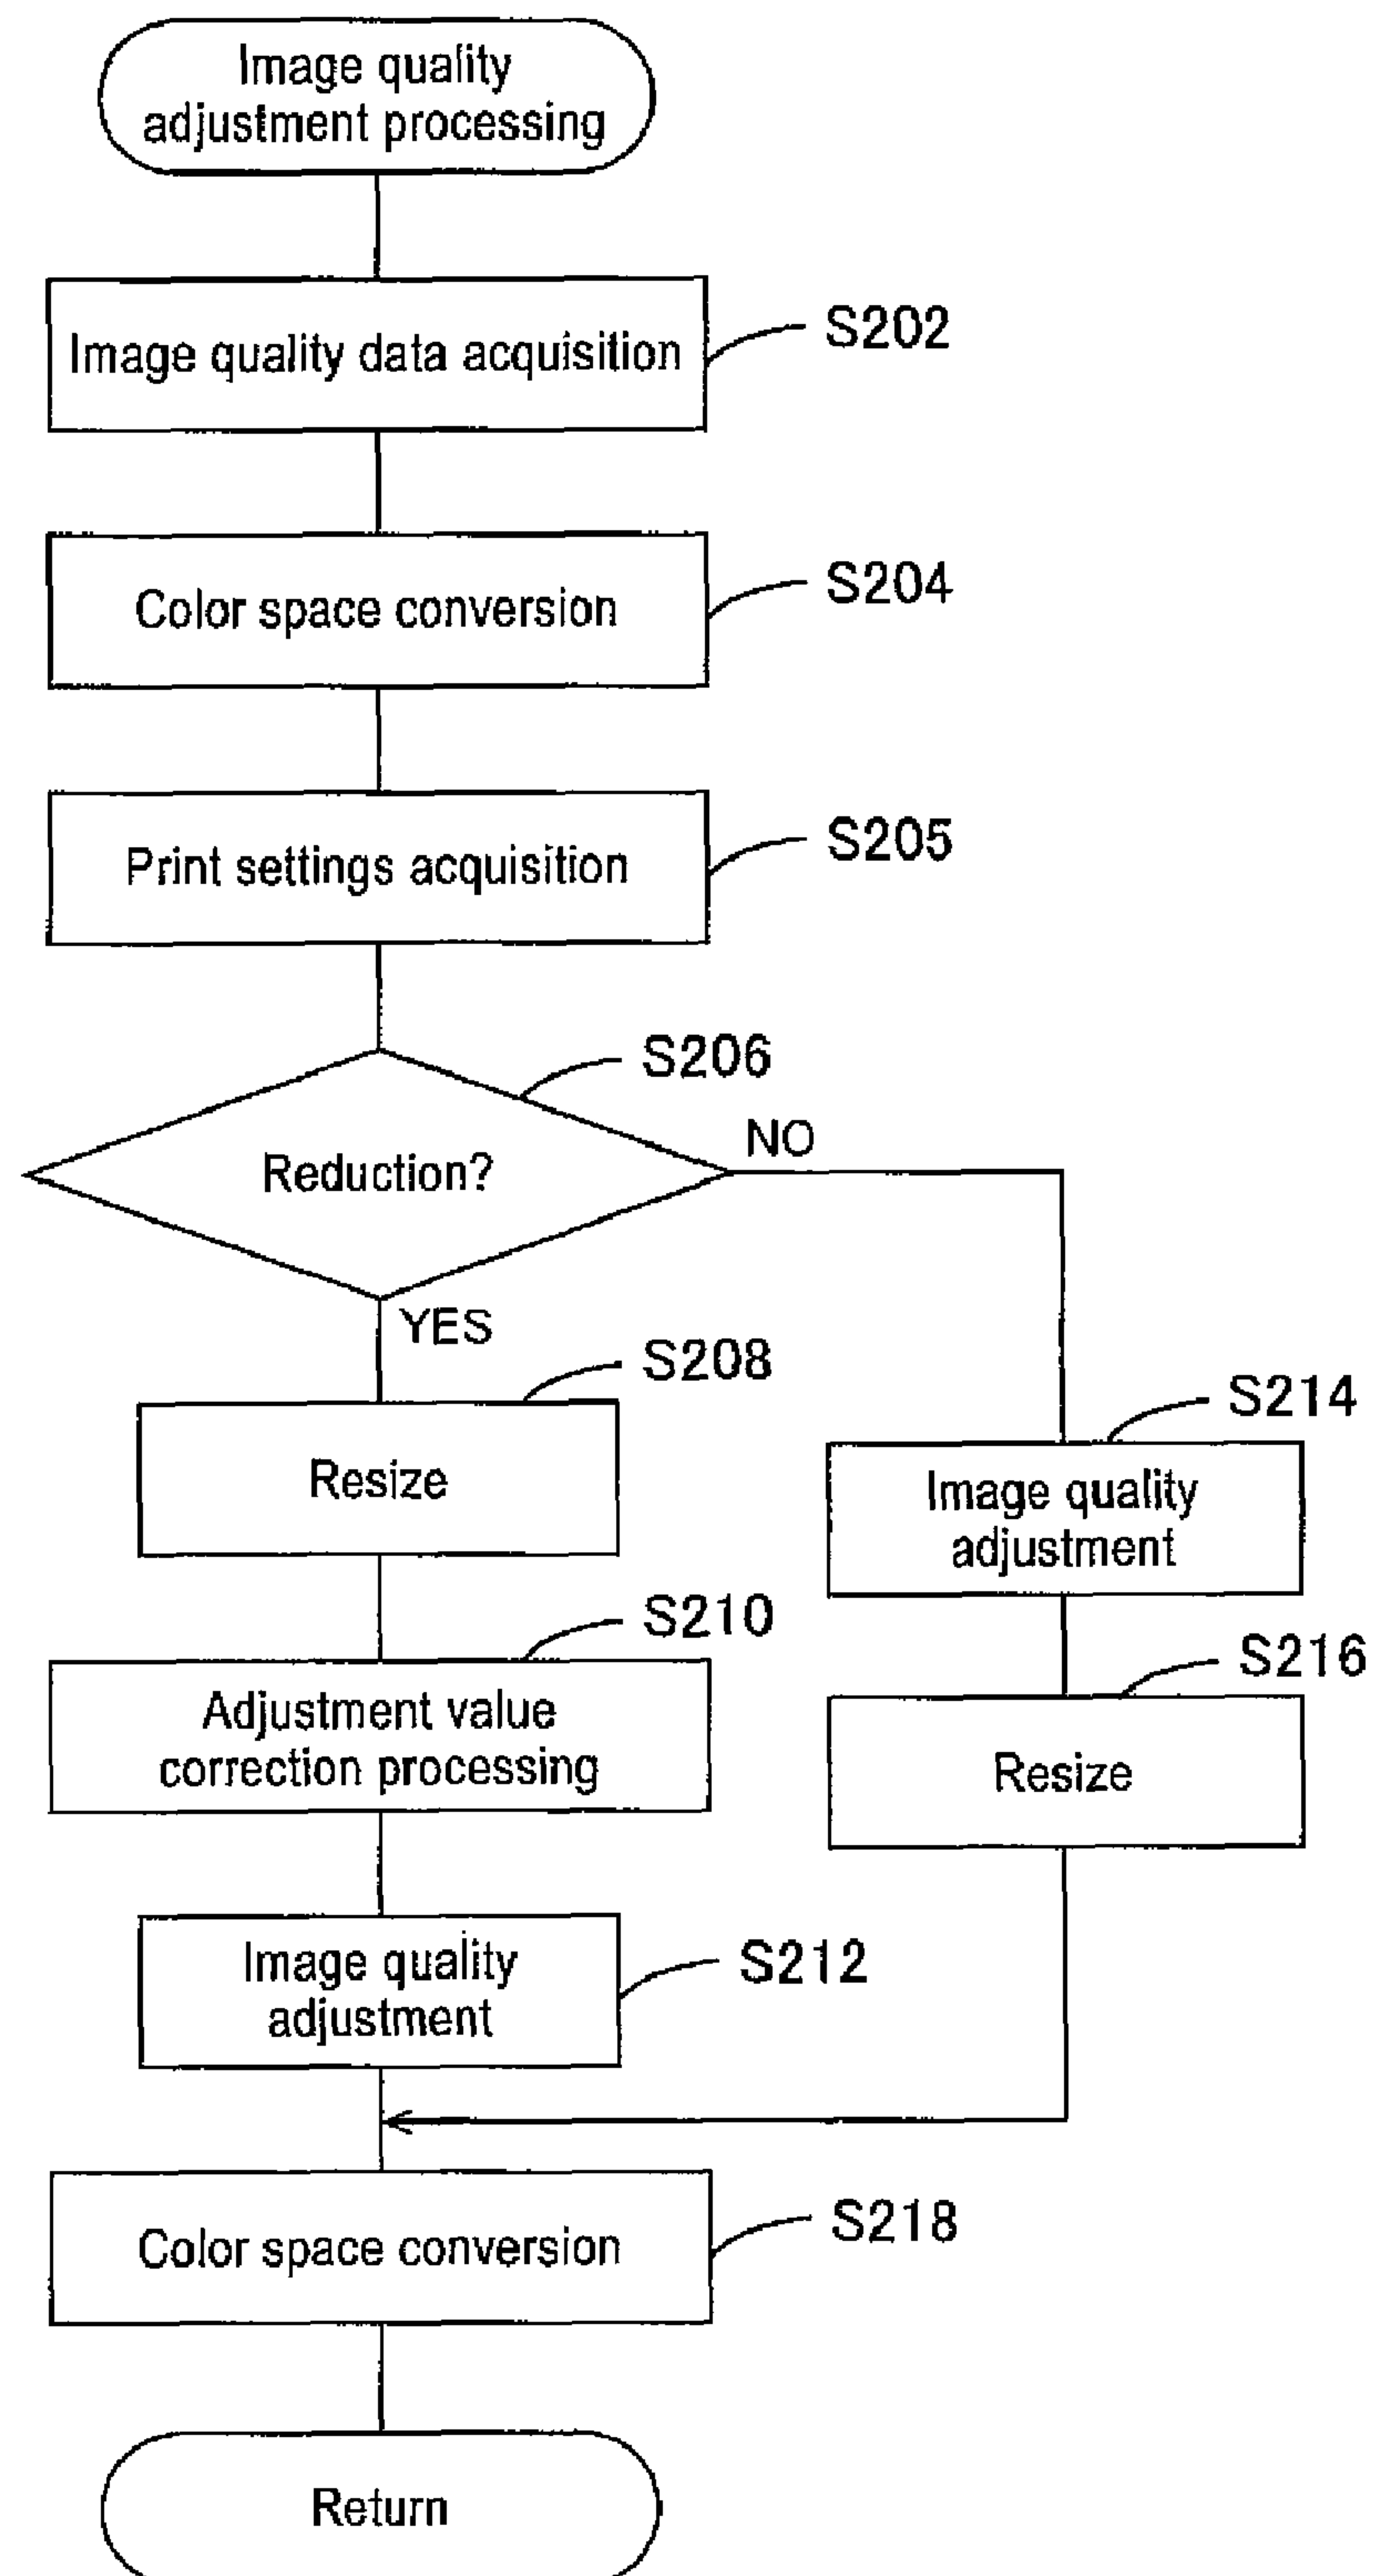 Image quality
adjustment processing
Image quality data acquisition
S202
Color space conversion
S204
Print settings acquisition
S205
S206
Reduction?
NO
YES
S208
Resize
S214
Image quality
adjustment
S210
Adjustment value
correction processing
S216
Resize
Image quality
adjustment
S212
Color space conversion
S218
Return